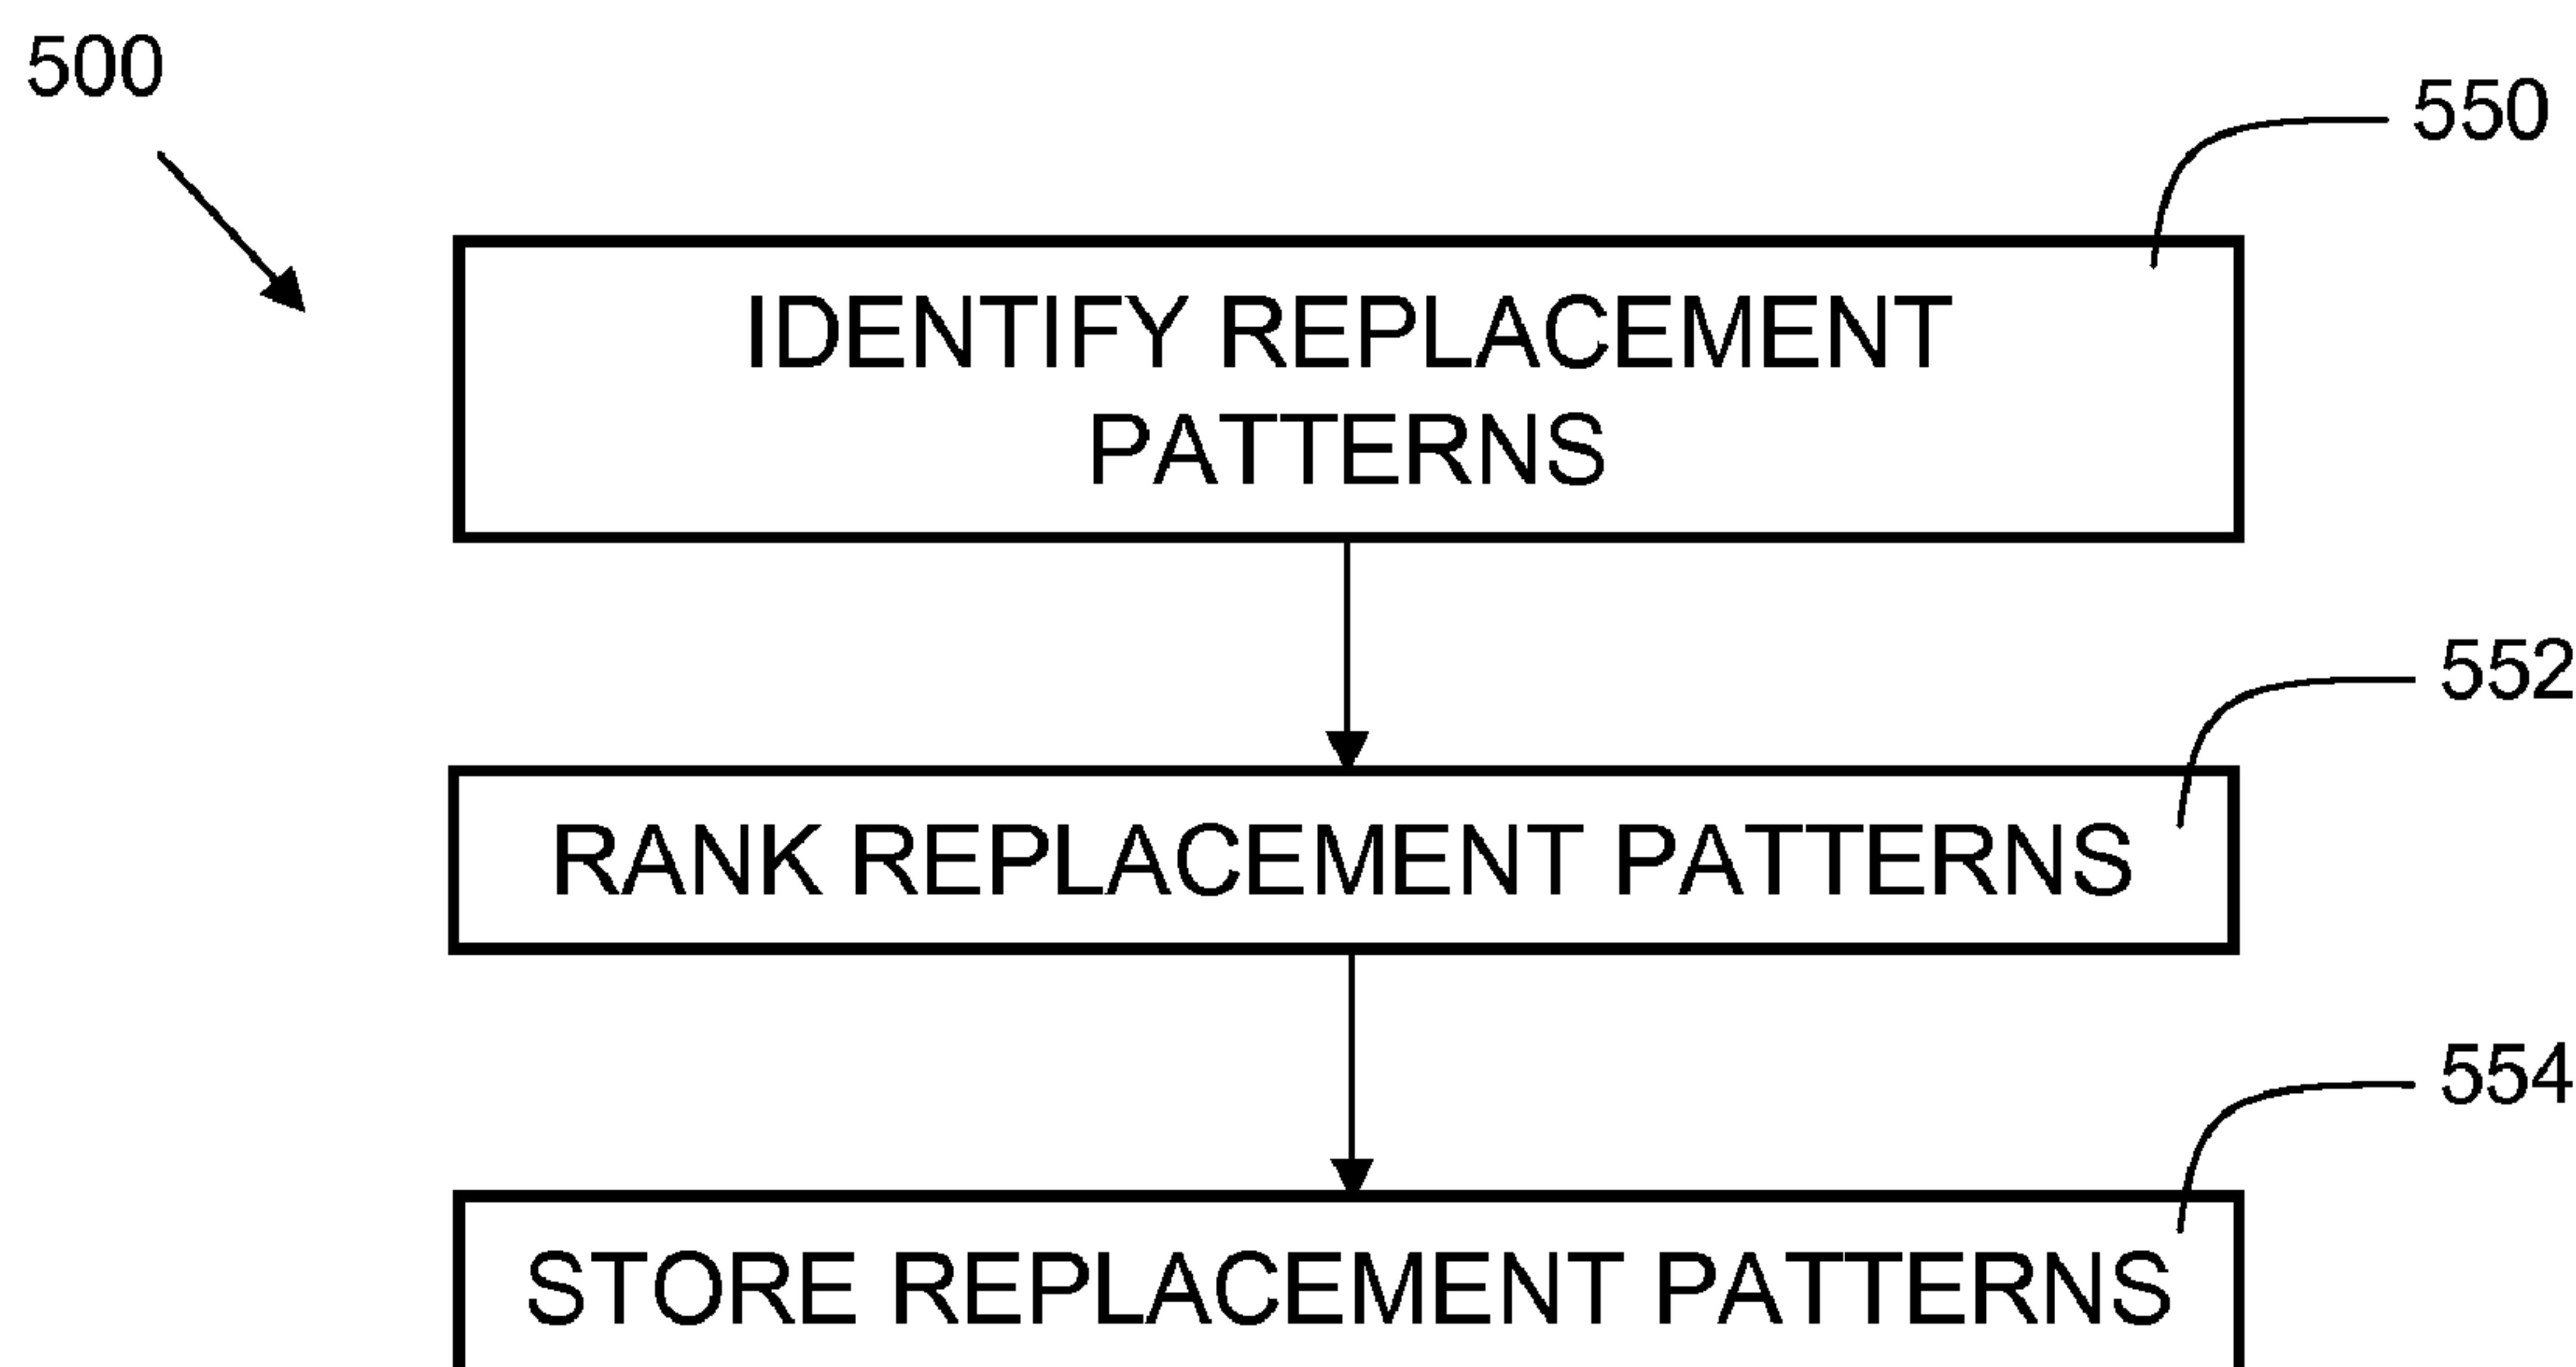 500
550
IDENTIFY REPLACEMENT
PATTERNS
552
RANK REPLACEMENT PATTERNS
554
STORE REPLACEMENT PATTERNS